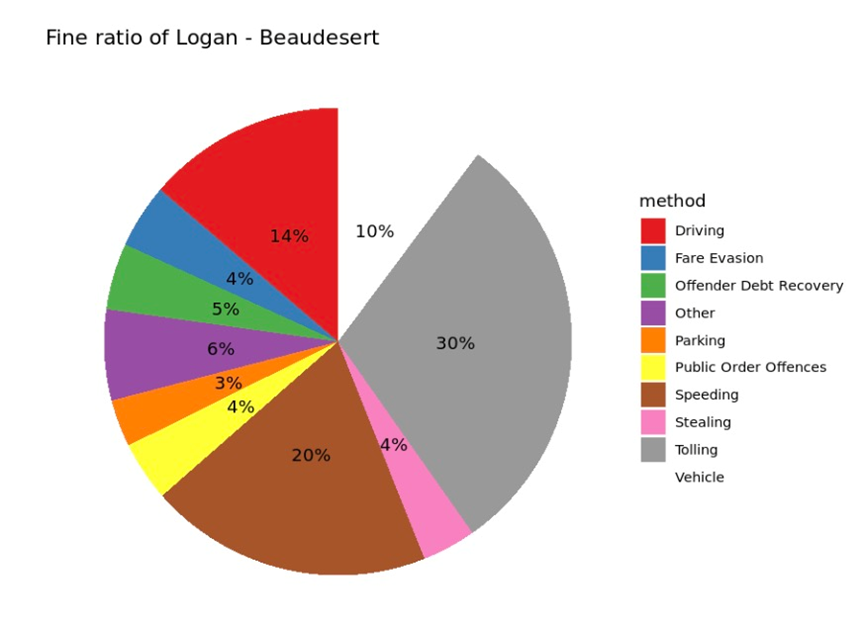 Fine ratio of Logan - Beaudesert
14%
10%
4%
5%
6%
3%
4%
20%
4%
30%
method
Driving
Fare Evasion
Offender Debt Recovery
Other
Parking
Public Order Offences
Speeding
Stealing
Tolling
Vehicle